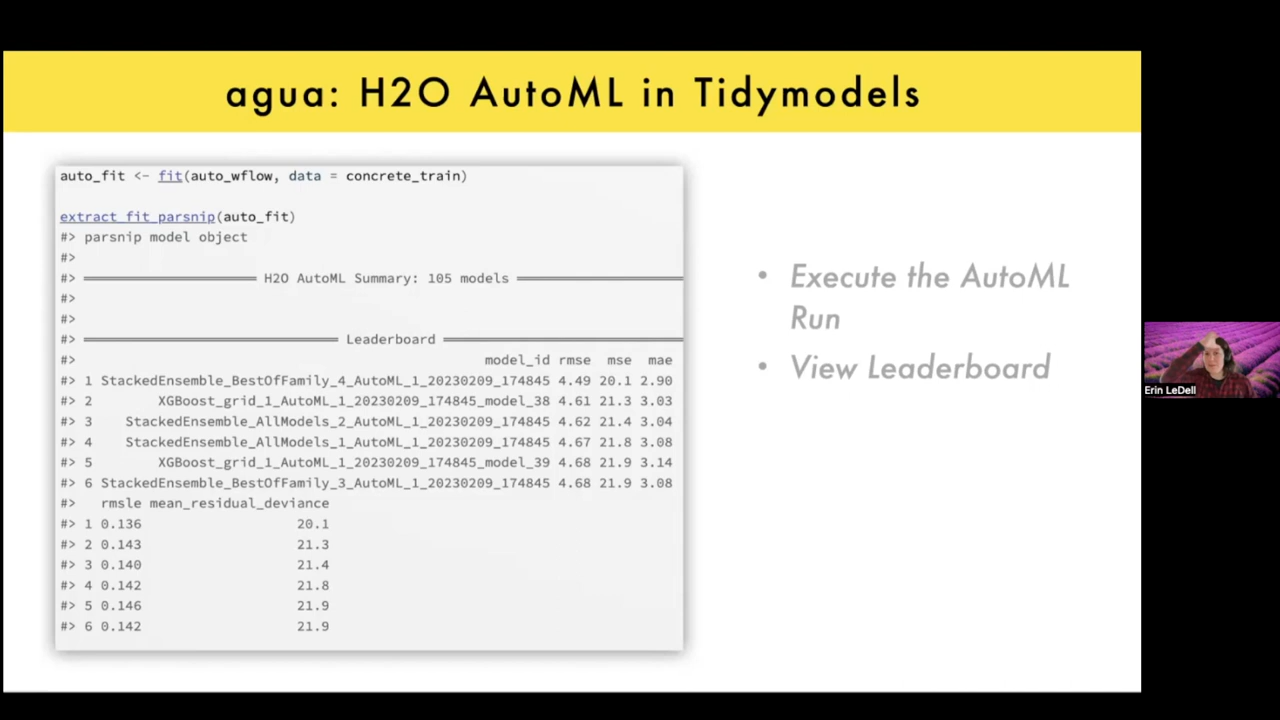 agua: H2O AutoML in Tidymodels
auto_fit <- fit(auto_wflow, data = concrete_train)
extract_fit_parsnip(auto_fit)
#> parsnip model object
#>
#> ══════════════════════ H2O AutoML Summary: 105 models ══════════════════════
#>
#>
#> ════════════════════════════════ Leaderboard ══════════════════════════════
#> model_id rmse mse mae
#> 1 StackedEnsemble_BestOfFamily_4_AutoML_1_20230209_174845 4.49 20.1 2.90
#> 2 XGBoost_grid_1_AutoML_1_20230209_174845_model_38 4.61 21.3 3.03
#> 3 StackedEnsemble_AllModels_2_AutoML_1_20230209_174845 4.62 21.4 3.04
#> 4 StackedEnsemble_AllModels_1_AutoML_1_20230209_174845 4.67 21.8 3.08
#> 5 XGBoost_grid_1_AutoML_1_20230209_174845_model_39 4.68 21.9 3.14
#> 6 StackedEnsemble_BestOfFamily_3_AutoML_1_20230209_174845 4.68 21.9 3.08
#> rmsle mean_residual_deviance
#> 1 0.136 20.1
#> 2 0.143 21.3
#> 3 0.140 21.4
#> 4 0.142 21.8
#> 5 0.146 21.9
#> 6 0.142 21.9
• Execute the AutoML
Run
• View Leaderboard
Erin LeDell